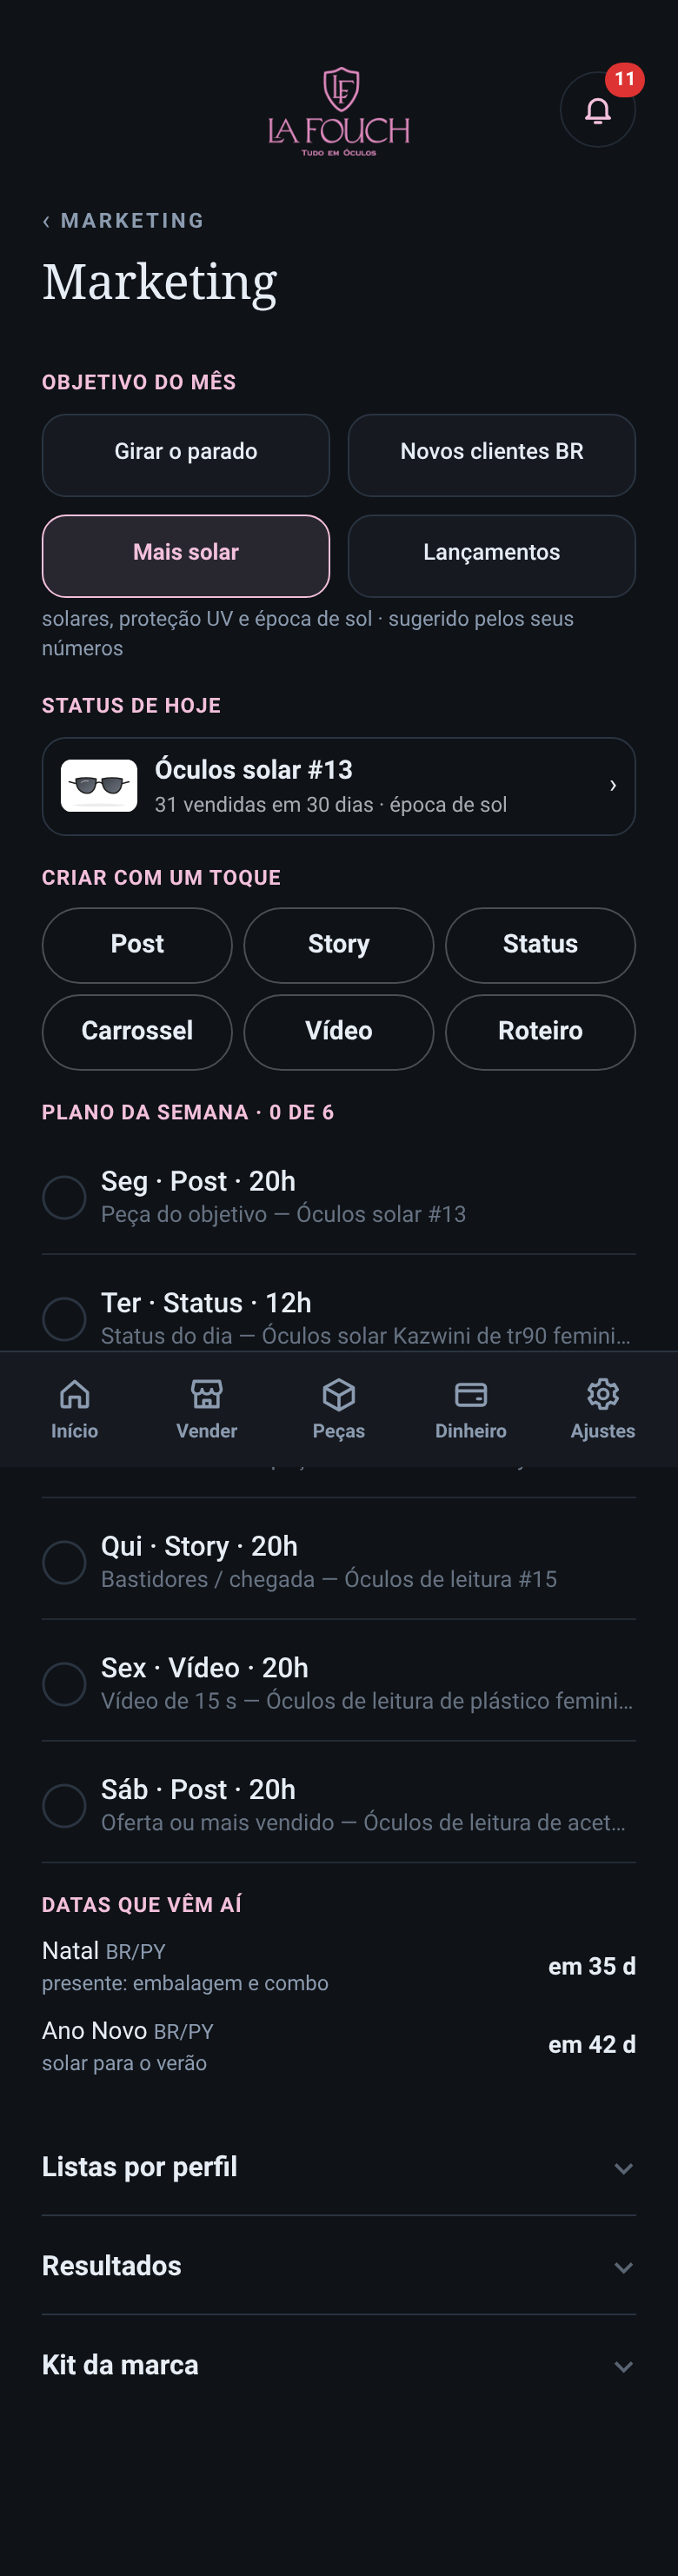 LF
LA FOUCH
TUDO EM ÓCULOS
11
‹ MARKETING
Marketing
OBJETIVO DO MÊS
Girar o parado
Novos clientes BR
Mais solar
Lançamentos
solares, proteção UV e época de sol · sugerido pelos seus
números
STATUS DE HOJE
Óculos solar #13
31 vendidas em 30 dias · época de sol
CRIAR COM UM TOQUE
Post
Story
Status
Carrossel
Vídeo
Roteiro
PLANO DA SEMANA · 0 DE 6
Seg · Post · 20h
Peça do objetivo — Óculos solar #13
Ter · Status · 12h
Status do dia — Óculos solar Kazwini de tr90 femini...
Início
Vender
Peças
Dinheiro
Ajustes
Qui · Story · 20h
Bastidores / chegada — Óculos de leitura #15
Sex · Vídeo · 20h
Vídeo de 15 s — Óculos de leitura de plástico femini...
Sáb · Post · 20h
Oferta ou mais vendido — Óculos de leitura de acet...
DATAS QUE VÊM AÍ
Natal BR/PY
presente: embalagem e combo
em 35 d
Ano Novo BR/PY
solar para o verão
em 42 d
Listas por perfil
Resultados
Kit da marca